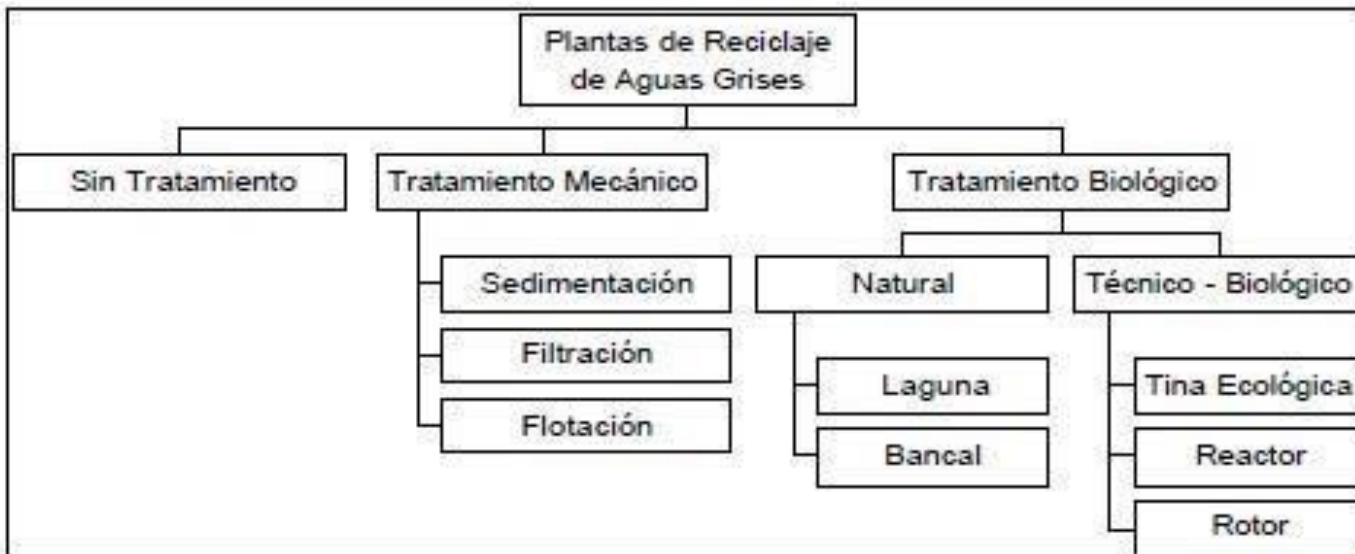 Plantas de Reciclaje
de Aguas Grises
Sin Tratamiento
Tratamiento Mecánico
Tratamiento Biológico
Sedimentación
Filtración
Flotación
Natural
Laguna
Bancal
Técnico - Biológico
Tina Ecológica
Reactor
Rotor